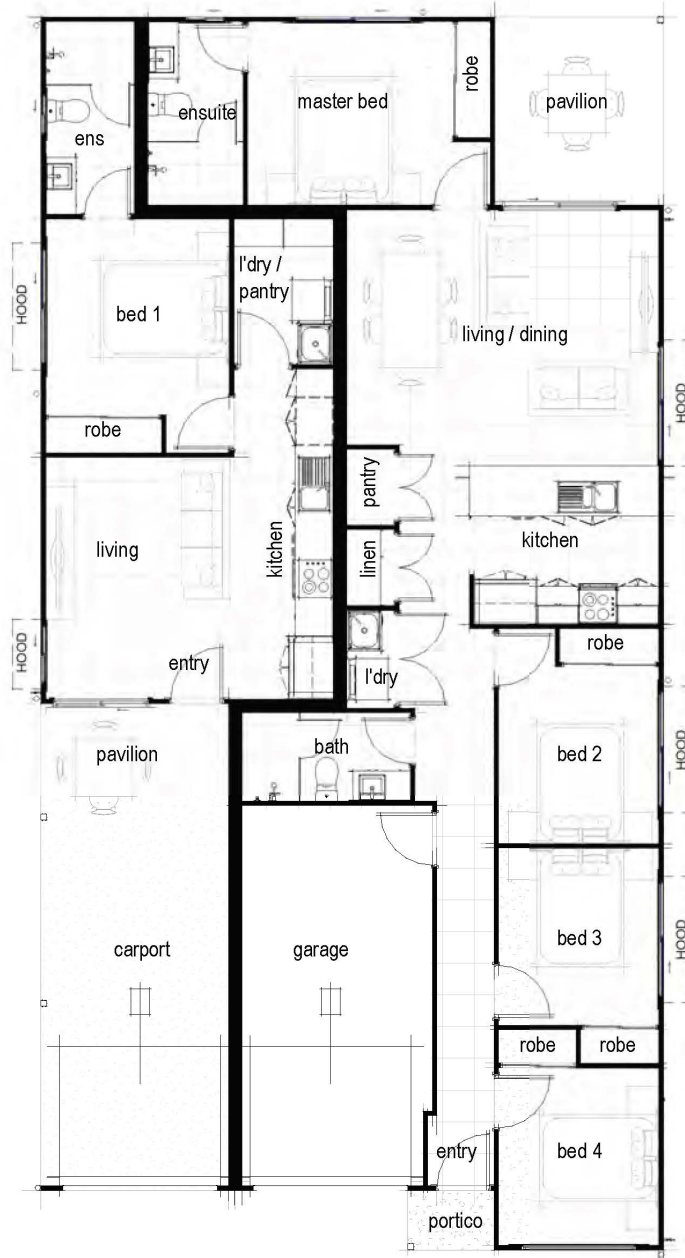 robe
master bed
pavilion
ensuite
ens
l'dry /
pantry
HOOD
bed 1
living / dining
HOOD
robe
pantry
living
kitchen
linen
kitchen
HOOD
entry
l'dry
robe
pavilion
bath
bed 2
HOOD
carport
garage
bed 3
HOOD
robe
robe
entry
bed 4
portico